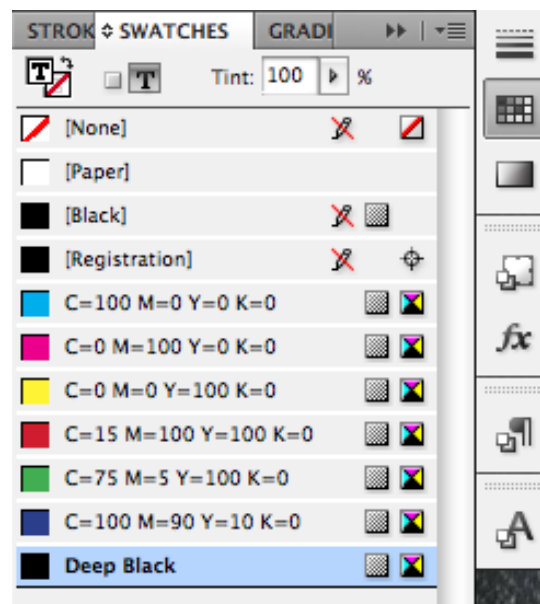 STROK SWATCHES GRADI
T T Tint: 100 %
[None]
[Paper]
[Black]
[Registration]
C=100 M=0 Y=0 K=0
fx
C=0 M=100 Y=0 K=0
C=0 M=0 Y=100 K=0
C=15 M=100 Y=100 K=0
C=75 M=5 Y=100 K=0
C=100 M=90 Y=10 K=0
A
Deep Black